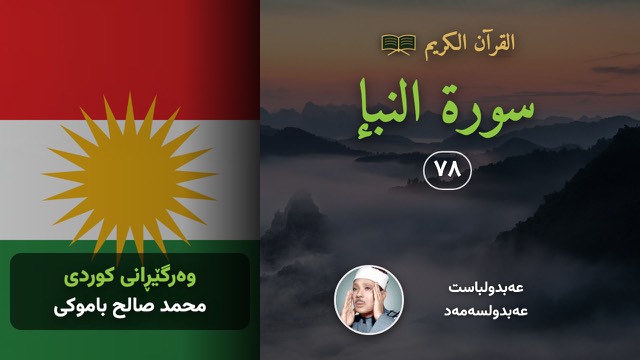 القرآن الكريم
سورة النبإ
٧٨
عەبدولباست
عەبدولسەمەد
وەرگێڕانی کوردی
محمد صالح باموکی